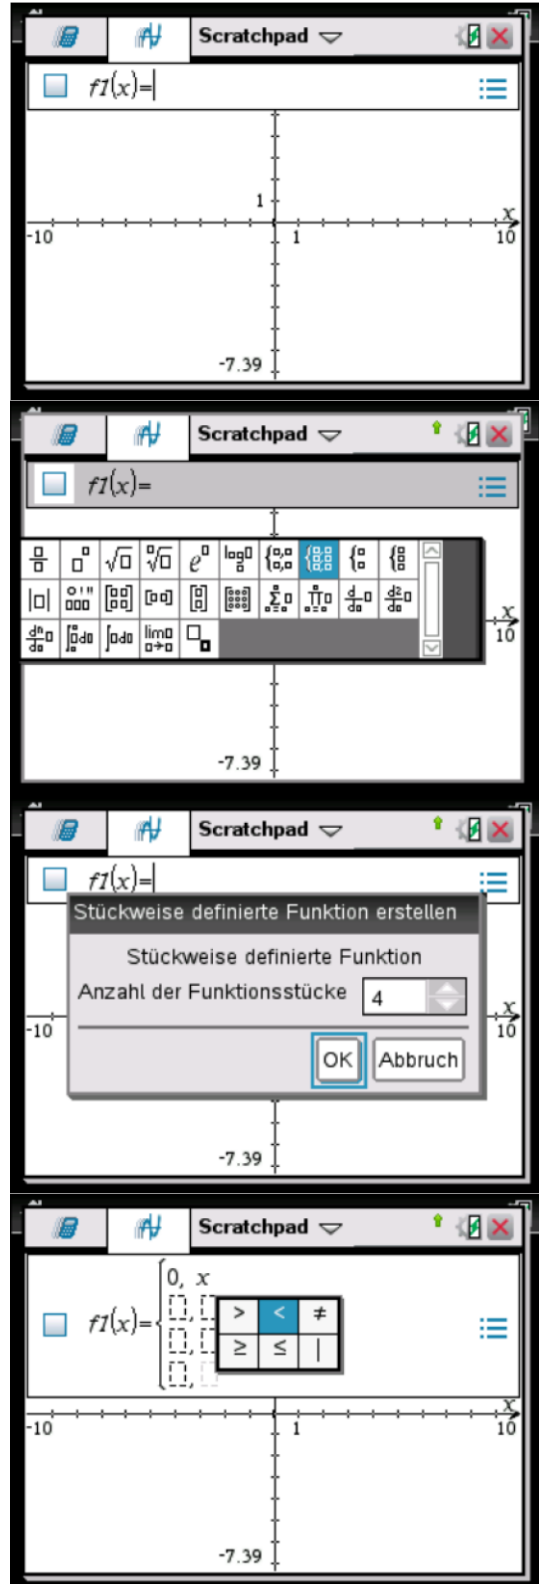 Scratchpad
f1(x)=
1
x
-10
1
10
-7.39
Scratchpad
f1(x)=
x
10
-7.39
Scratchpad
f1(x)=
Stückweise definierte Funktion erstellen
Stückweise definierte Funktion
Anzahl der Funktionsstücke 4
OK Abbruch
x
-10
10
-7.39
Scratchpad
0, x
f1(x)=
> < ≠
≥ ≤ |
x
-10
1
10
-7.39